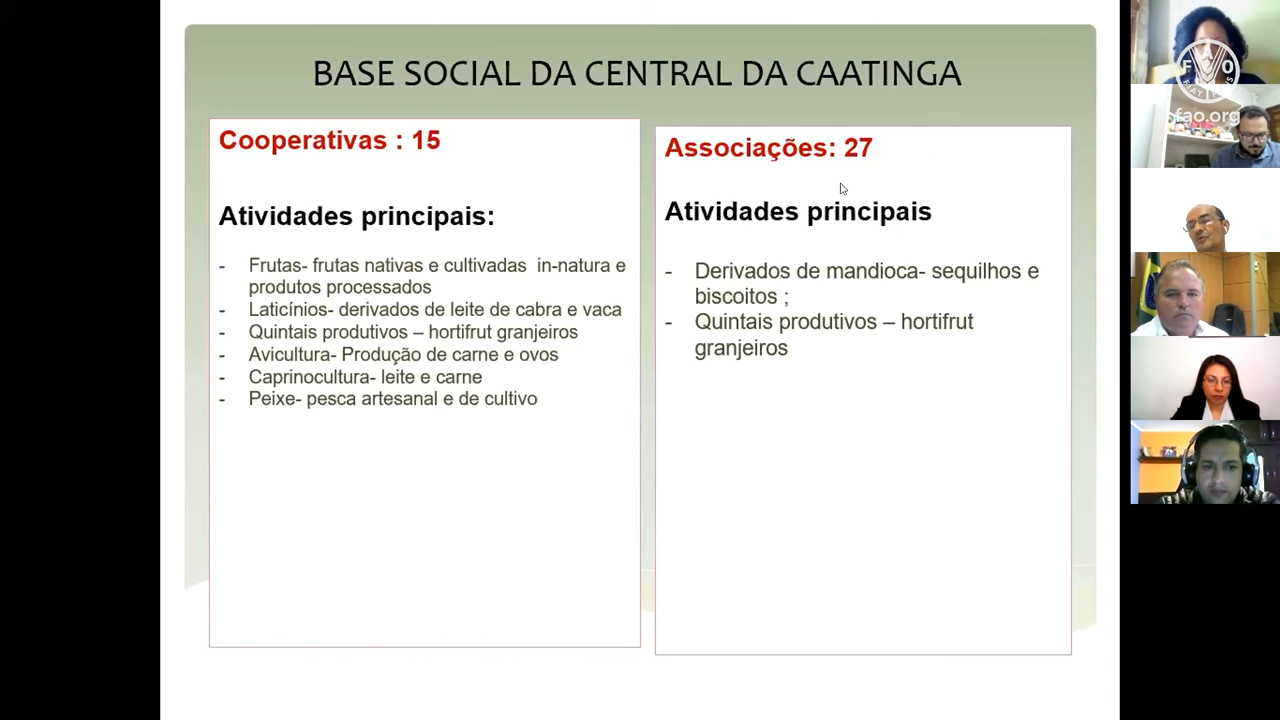 BASE SOCIAL DA CENTRAL DA CAATINGA
Cooperativas : 15
Atividades principais:
- Frutas- frutas nativas e cultivadas in-natura e
produtos processados
- Laticínios- derivados de leite de cabra e vaca
- Quintais produtivos – hortifrut granjeiros
- Avicultura- Produção de carne e ovos
- Caprinocultura- leite e carne
- Peixe- pesca artesanal e de cultivo
Associações: 27
Atividades principais
- Derivados de mandioca- sequilhos e
biscoitos ;
- Quintais produtivos – hortifrut
granjeiros
F O
FIAT
fao.org